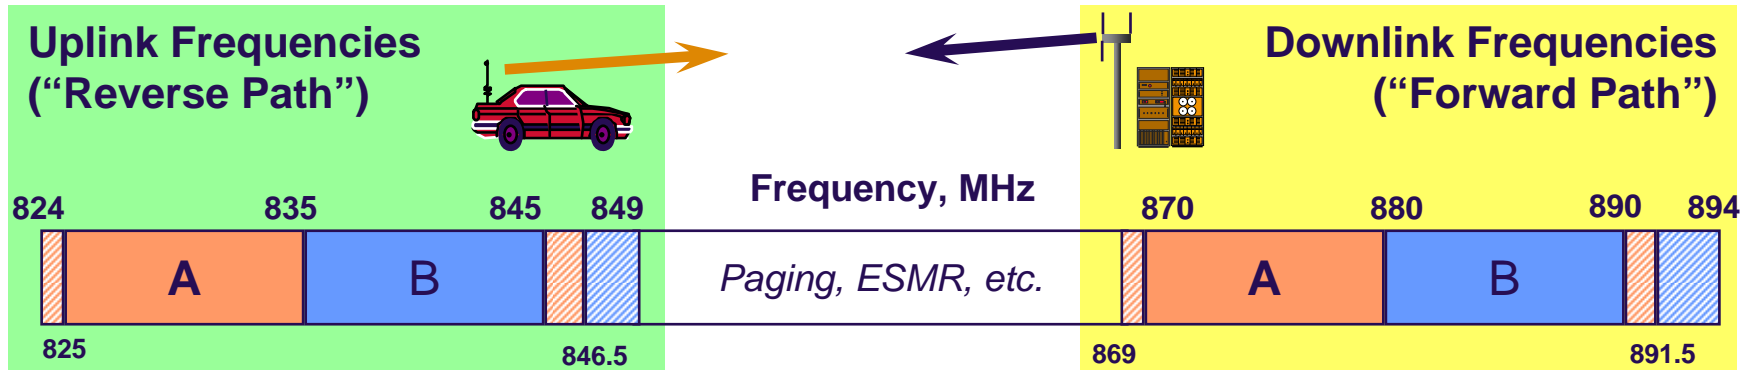 Uplink Frequencies
(“Reverse Path”)
Downlink Frequencies
(“Forward Path”)
Frequency, MHz
824 835 845 849 870 880 890 894
A B Paging, ESMR, etc. A B
825 846.5 869 891.5